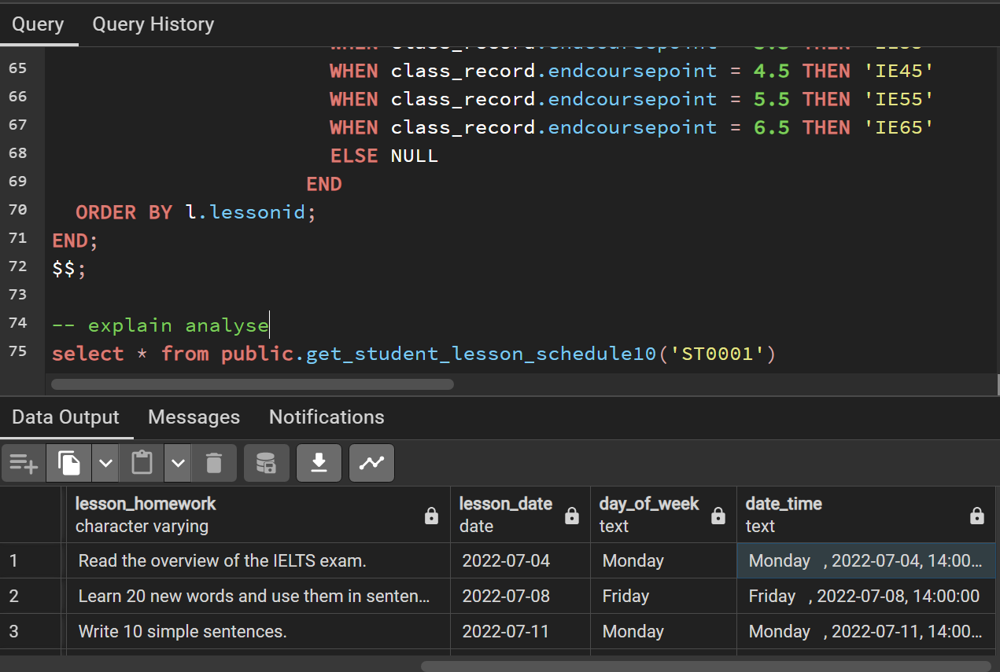 Query Query History
65 WHEN class_record.endcoursepoint = 4.5 THEN 'IE45'
66 WHEN class_record.endcoursepoint = 5.5 THEN 'IE55'
67 WHEN class_record.endcoursepoint = 6.5 THEN 'IE65'
68 ELSE NULL
69 END
70 ORDER BY l.lessonid;
71 END;
72 $$;
73
74 -- explain analyse
75 select * from public.get_student_lesson_schedule10('ST0001')
Data Output Messages Notifications
lesson_homework lesson_date day_of_week date_time
character varying date text text
1 Read the overview of the IELTS exam. 2022-07-04 Monday Monday , 2022-07-04, 14:00...
2 Learn 20 new words and use them in senten... 2022-07-08 Friday Friday , 2022-07-08, 14:00:00
3 Write 10 simple sentences. 2022-07-11 Monday Monday , 2022-07-11, 14:00...